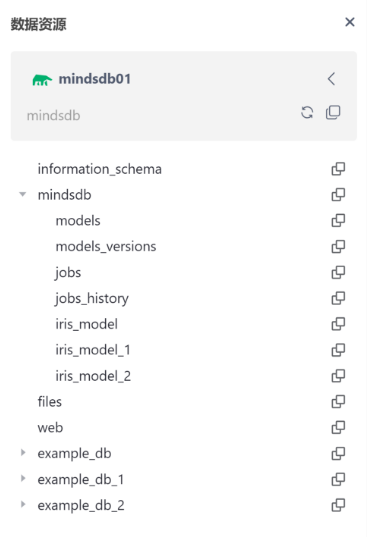 数据资源
mindsdb01
mindsdb
information_schema
mindsdb
models
models_versions
jobs
jobs_history
iris_model
iris_model_1
iris_model_2
files
web
example_db
example_db_1
example_db_2